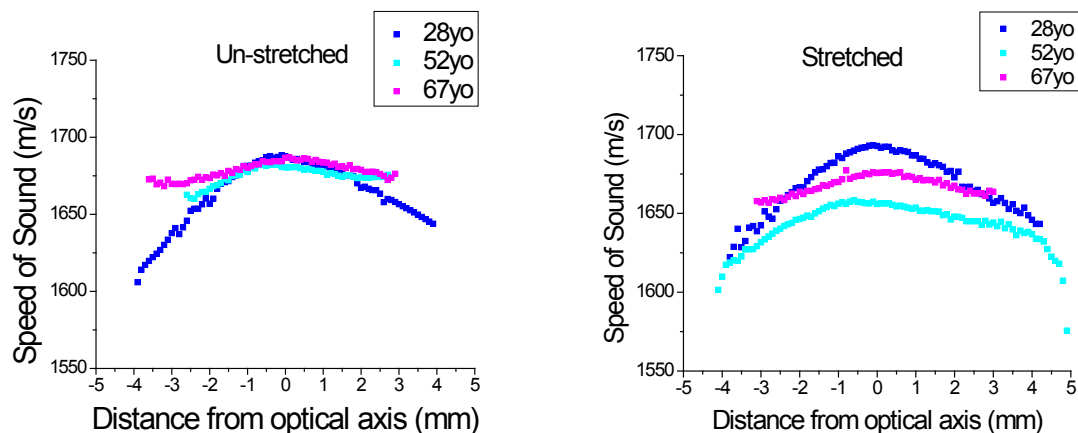 Un-stretched
28yo
52yo
67yo
Speed of Sound (m/s)
1750
1700
1650
1600
1550
-5 -4 -3 -2 -1 0 1 2 3 4 5
Distance from optical axis (mm)
Stretched
28yo
52yo
67yo
Speed of Sound (m/s)
1750
1700
1650
1600
1550
-5 -4 -3 -2 -1 0 1 2 3 4 5
Distance from optical axis (mm)